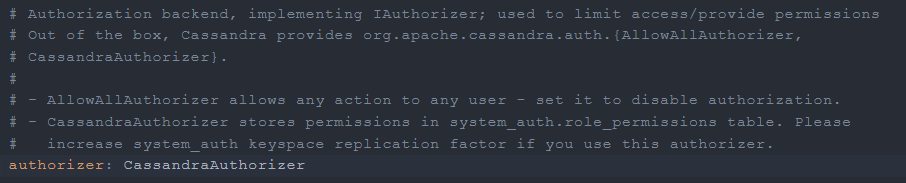 # Authorization backend, implementing IAuthorizer; used to limit access/provide permissions
# Out of the box, Cassandra provides org.apache.cassandra.auth.{AllowAllAuthorizer,
# CassandraAuthorizer}.
#
# - AllowAllAuthorizer allows any action to any user - set it to disable authorization.
# - CassandraAuthorizer stores permissions in system_auth.role_permissions table. Please
#   increase system_auth keyspace replication factor if you use this authorizer.
authorizer: CassandraAuthorizer